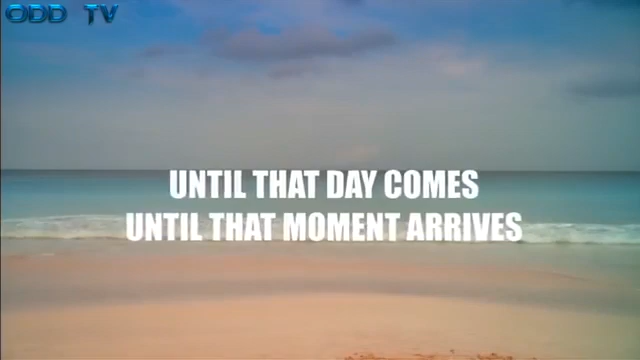 ODD TV
UNTIL THAT DAY COMES
UNTIL THAT MOMENT ARRIVES